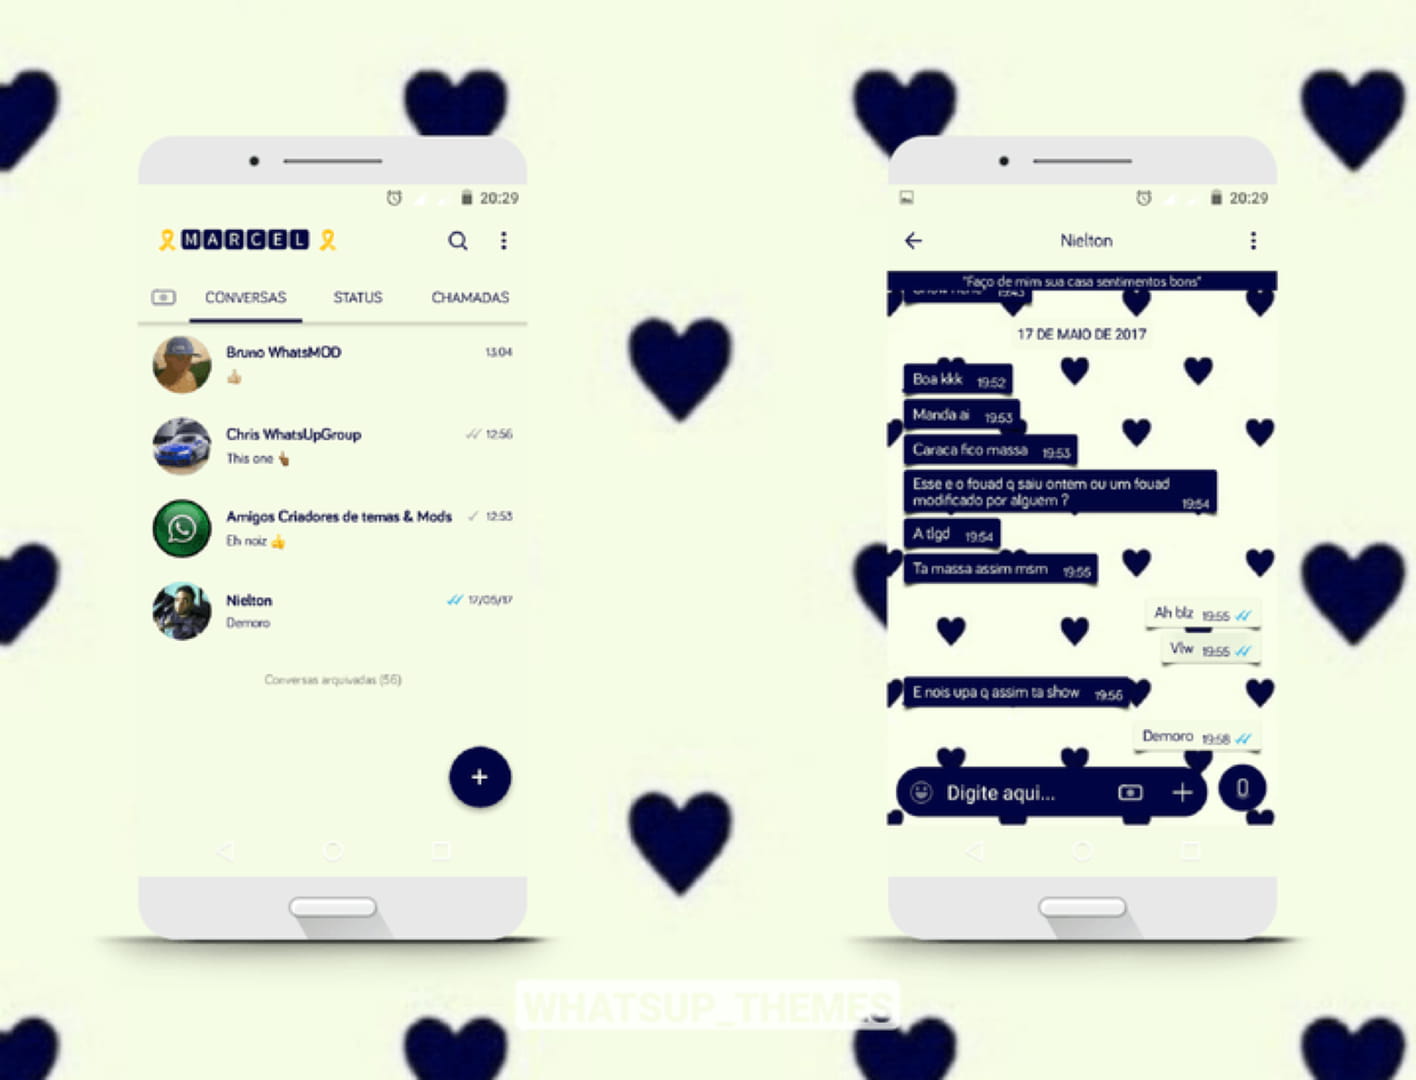 20:29
MARCEL
CONVERSAS STATUS CHAMADAS
Bruno WhatsMOD 13:04
Chris WhatsUpGroup 12:56
This one
Amigos Criadores de temas & Mods 12:53
Eh noiz
Nielton 17/05/17
Demoro
Conversas arquivadas (56)
20:29
Nielton
"Faço de mim sua casa sentimentos bons"
19:43
17 DE MAIO DE 2017
Boa kkk 19:52
Manda ai 19:53
Caraca fico massa 19:53
Esse e o fouad q saiu ontem ou um fouad
modificado por alguem ? 19:54
A tlgd 19:54
Ta massa assim msm 19:55
Ah blz 19:55
Vlw 19:55
E nois upa q assim ta show 19:56
Demoro 19:58
Digite aqui...
WHATSUP_THEMES